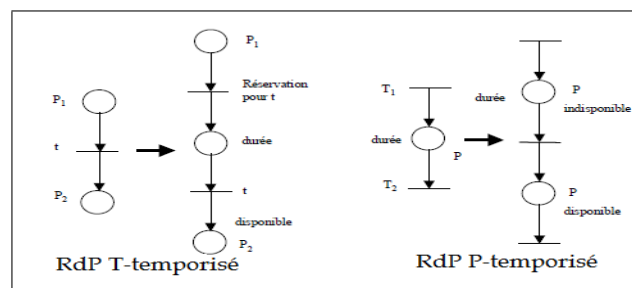 P1
t
P2
P1
Réservation
pour t
durée
t
disponible
P2
RdP T-temporisé
T1
durée
P
T2
durée
P
indisponible
P
disponible
RdP P-temporisé